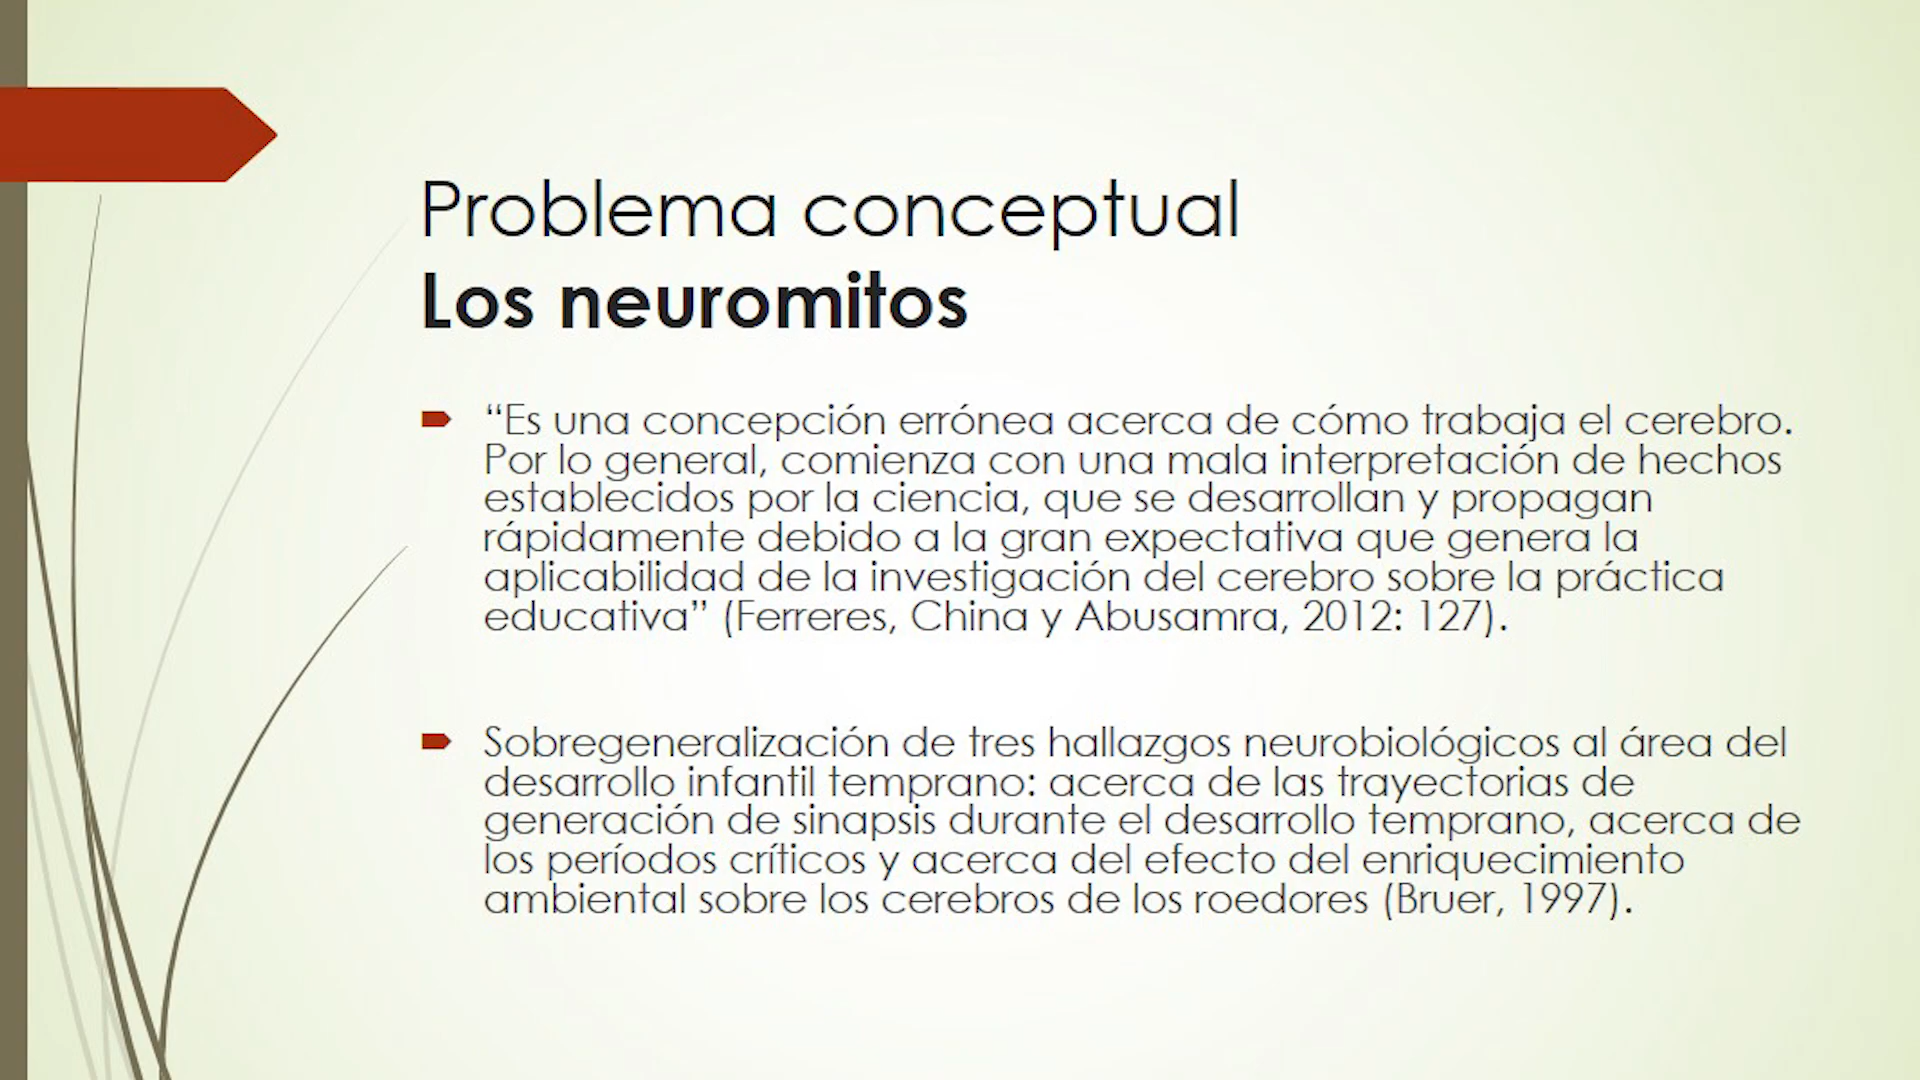 Problema conceptual
Los neuromitos
“Es una concepción errónea acerca de cómo trabaja el cerebro.
Por lo general, comienza con una mala interpretación de hechos
establecidos por la ciencia, que se desarrollan y propagan
rápidamente debido a la gran expectativa que genera la
aplicabilidad de la investigación del cerebro sobre la práctica
educativa” (Ferreres, China y Abusamra, 2012: 127).
Sobregeneralización de tres hallazgos neurobiológicos al área del
desarrollo infantil temprano: acerca de las trayectorias de
generación de sinapsis durante el desarrollo temprano, acerca de
los períodos críticos y acerca del efecto del enriquecimiento
ambiental sobre los cerebros de los roedores (Bruer, 1997).